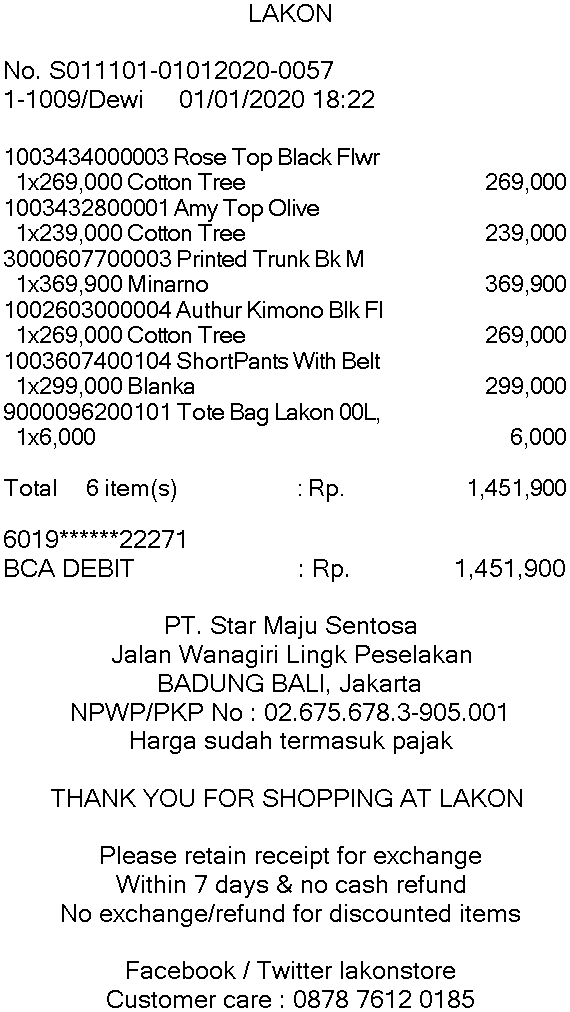 LAKON
No. S011101-01012020-0057
1-1009/Dewi 01/01/2020 18:22
1003434000003 Rose Top Black Flwr
1x269,000 Cotton Tree 269,000
1003432800001 Amy Top Olive
1x239,000 Cotton Tree 239,000
3000607700003 Printed Trunk Bk M
1x369,900 Minarno 369,900
1002603000004 Authur Kimono Blk Fl
1x269,000 Cotton Tree 269,000
1003607400104 ShortPants With Belt
1x299,000 Blanka 299,000
9000096200101 Tote Bag Lakon 00L,
1x6,000 6,000
Total 6 item(s) : Rp. 1,451,900
6019******22271
BCA DEBIT : Rp. 1,451,900
PT. Star Maju Sentosa
Jalan Wanagiri Lingk Peselakan
BADUNG BALI, Jakarta
NPWP/PKP No : 02.675.678.3-905.001
Harga sudah termasuk pajak
THANK YOU FOR SHOPPING AT LAKON
Please retain receipt for exchange
Within 7 days & no cash refund
No exchange/refund for discounted items
Facebook / Twitter lakonstore
Customer care : 0878 7612 0185